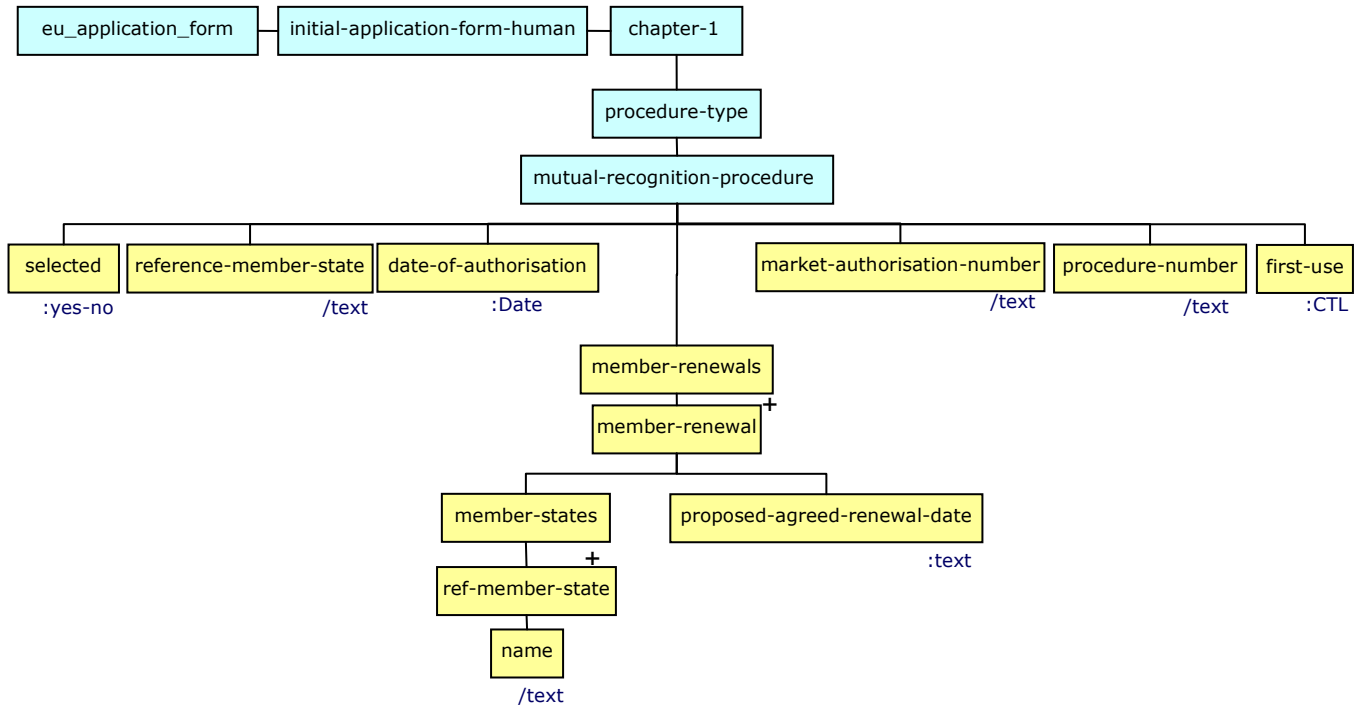 eu_application_form
initial-application-form-human
chapter-1
procedure-type
mutual-recognition-procedure
selected
:yes-no
reference-member-state
/text
date-of-authorisation
:Date
market-authorisation-number
/text
procedure-number
/text
first-use
:CTL
member-renewals
+
member-renewal
member-states
proposed-agreed-renewal-date
:text
+
ref-member-state
name
/text